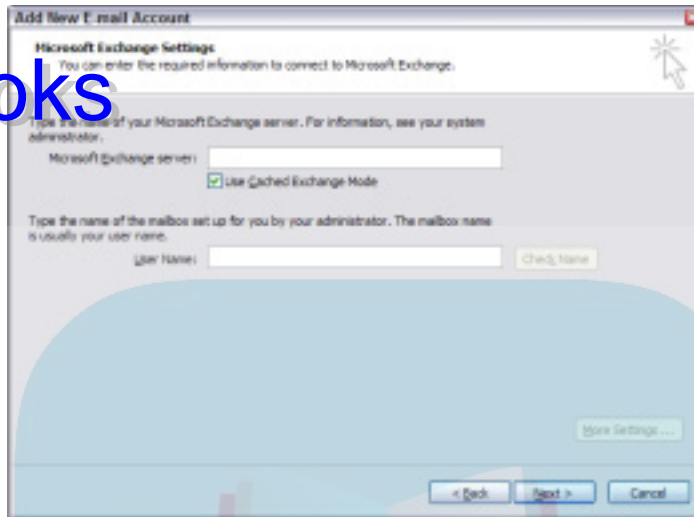 Add New E-mail Account
Microsoft Exchange Settings
You can enter the required information to connect to Microsoft Exchange.
oks
Type the name of your Microsoft Exchange server. For information, see your system
administrator.
Microsoft Exchange server:
Use Cached Exchange Mode
Type the name of the mailbox set up for you by your administrator. The mailbox name
is usually your user name.
User Name:
Check Name
More Settings ...
< Back
Next >
Cancel